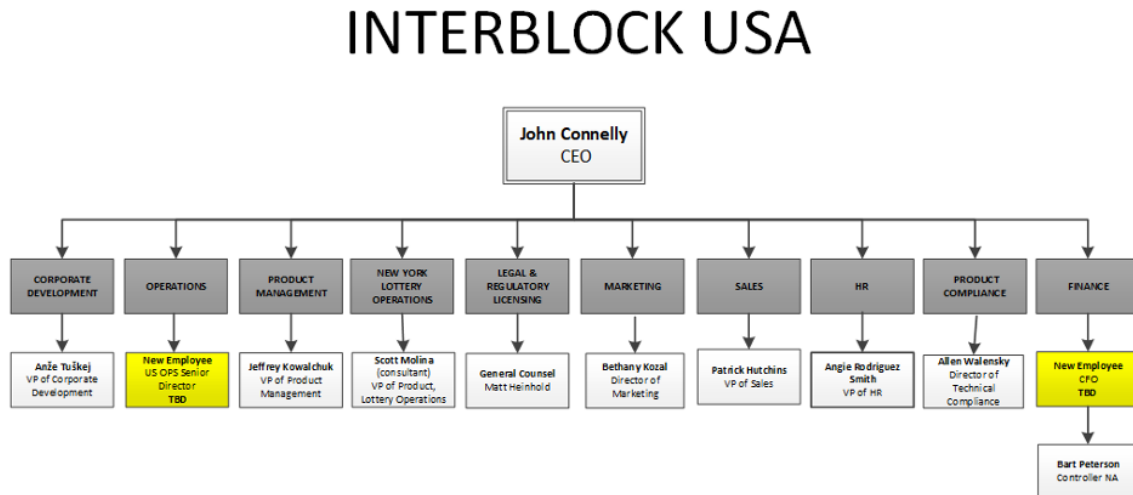 INTERBLOCK USA
John Connelly
CEO
CORPORATE
DEVELOPMENT
OPERATIONS
PRODUCT
MANAGEMENT
NEW YORK
LOTTERY
OPERATIONS
LEGAL &
REGULATORY
LICENSING
MARKETING
SALES
HR
PRODUCT
COMPLIANCE
FINANCE
Anže Tuškej
VP of Corporate
Development
New Employee
US OPS Senior
Director
TBD
Jeffrey Kowalchuk
VP of Product
Management
Scott Molina
(consultant)
VP of Product,
Lottery Operations
General Counsel
Matt Heinhold
Bethany Kozal
Director of
Marketing
Patrick Hutchins
VP of Sales
Angie Rodriguez
Smith
VP of HR
Allen Walensky
Director of
Technical
Compliance
New Employee
CFO
TBD
Bart Peterson
Controller NA